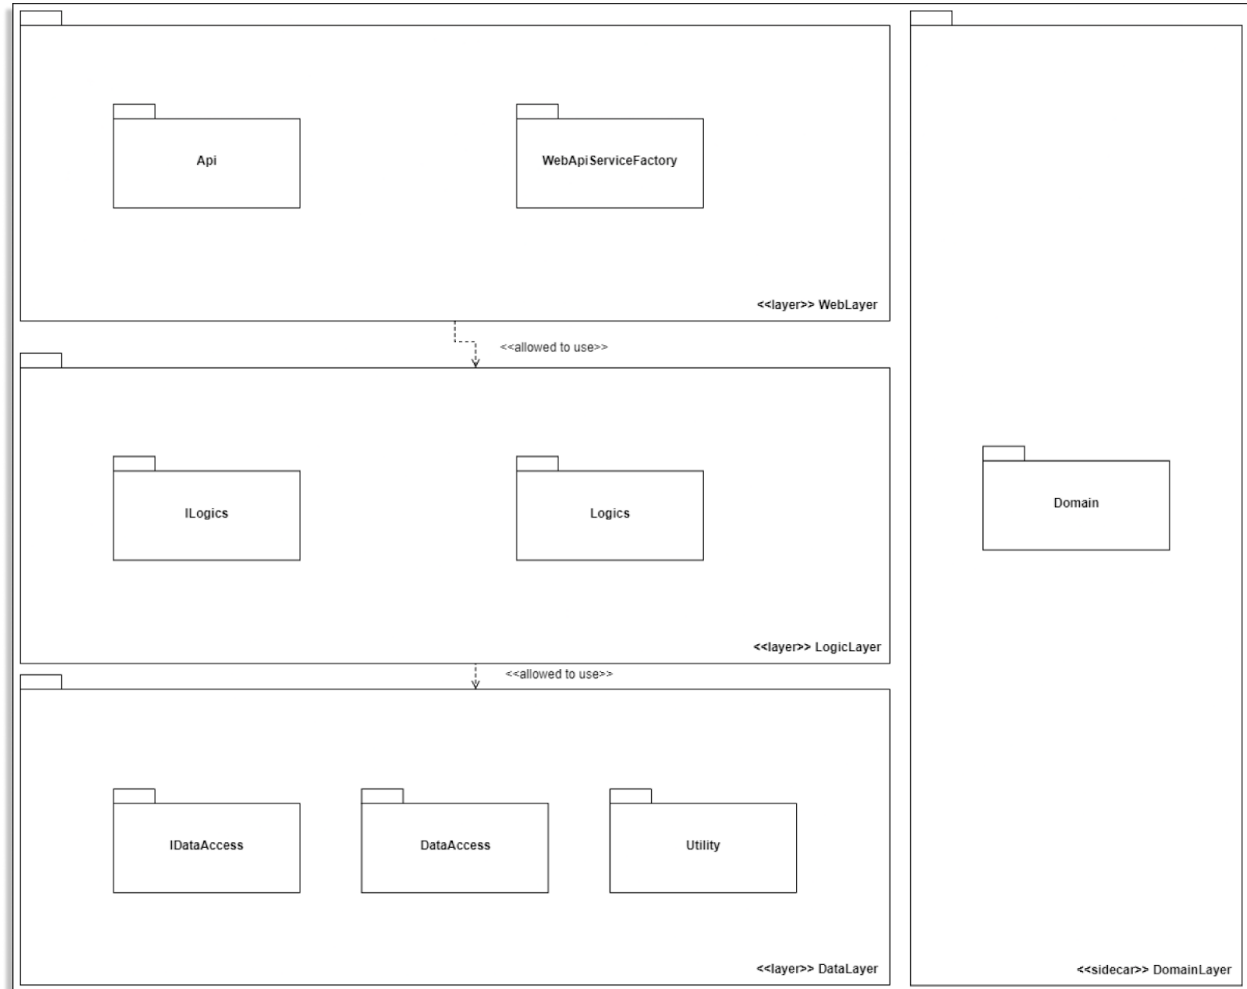 Api
WebApiServiceFactory
<<layer>> WebLayer
<<allowed to use>>
ILogics
Logics
Domain
<<layer>> LogicLayer
<<allowed to use>>
IDataAccess
DataAccess
Utility
<<layer>> DataLayer
<<sidecar>> DomainLayer